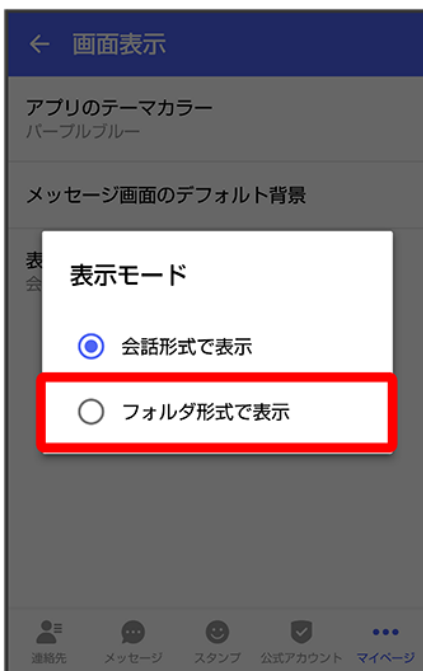 画面表示
アプリのテーマカラー
パープルブルー
メッセージ画面のデフォルト背景
表
会
表示モード
会話形式で表示
フォルダ形式で表示
連絡先 メッセージ スタンプ 公式アカウント マイページ